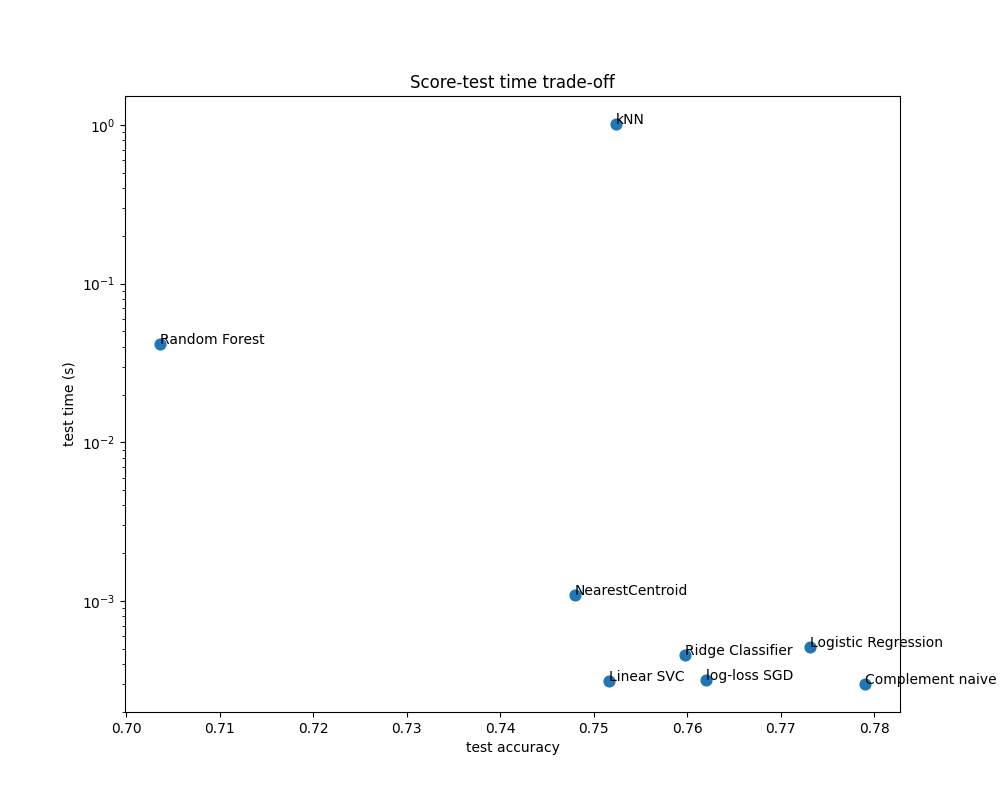 Score-test time trade-off
10⁰
10⁻¹
10⁻²
10⁻³
test time (s)
kNN
Random Forest
NearestCentroid
Logistic Regression
Ridge Classifier
Linear SVC
log-loss SGD
Complement naive
0.70 0.71 0.72 0.73 0.74 0.75 0.76 0.77 0.78
test accuracy